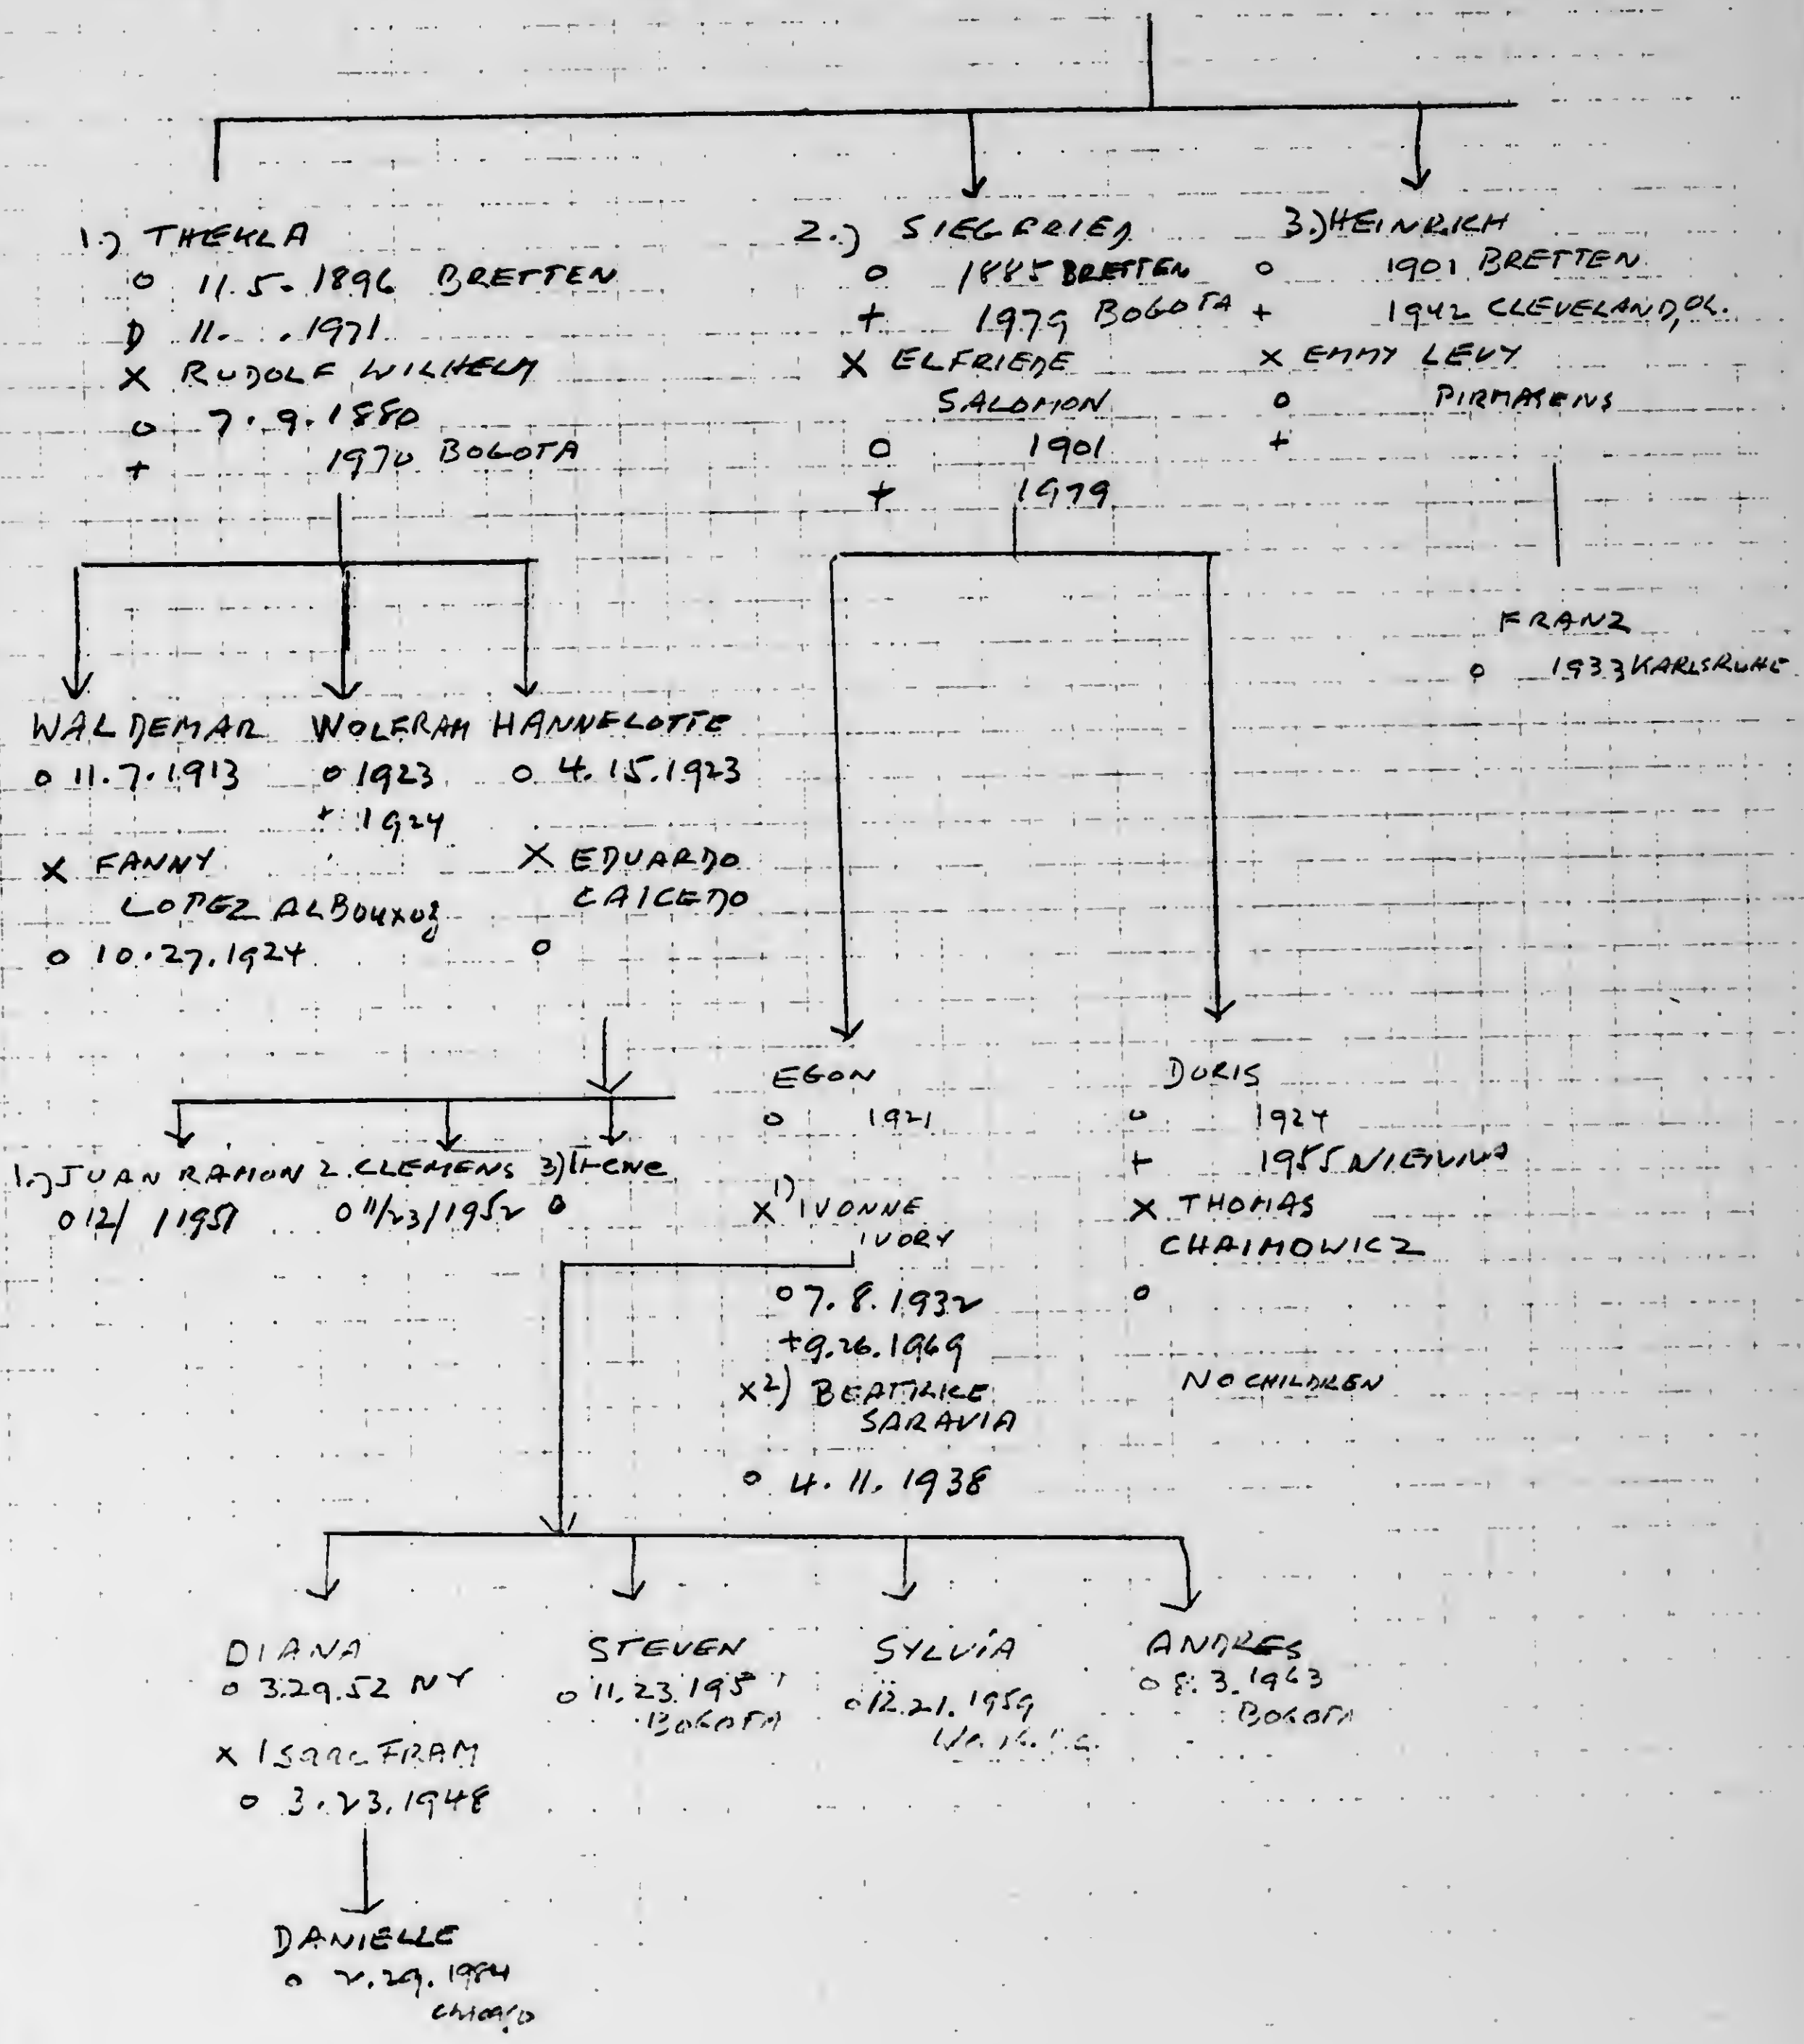 1.) THEKLA
o 11.5.1896 BRETTEN
D 11. .1971
X RUDOLF WILHELM
o 7.9.1880
+ 1970 BOGOTA
2.) SIEGFRIED
o 1885 BRETTEN
+ 1979 BOGOTA
X ELFRIEDE
SALOMON
o 1901
+ 1979
3.) HEINRICH
o 1901 BRETTEN
+ 1942 CLEVELAND, OH.
X EMMY LEVY
o PIRMASENS
+
FRANZ
o 1933 KARLSRUHE
WALDEMAR
o 11.7.1913
X FANNY
LOPEZ
o 10.27.1924
WOLFRAM
o 1923
+ 1924
HANNELOTTE
o 4.15.1923
X EDUARDO
CAICEDO
o
1.) JUAN RAMON
o 12/ /1951
2. CLEMENS
o 11/23/1952
3) Irene
o
EGON
o 1921
X 1) IVONNE
IVORY
o 7.8.1932
+ 9.26.1969
X 2) BEATRICE
SARAVIA
o 4.11.1938
DORIS
o 1924
+ 1955
X THOMAS
CHAIMOWICZ
o
NO CHILDREN
DIANA
o 3.29.52 NY
X Isaac FRAM
o 3.23.1948
STEVEN
o 11.23.195
BOGOTA
SYLVIA
o 12.21.1959
ANDRES
o 8.3.1963
BOGOTA
DANIELLE
o 2.29.1984
Chicago